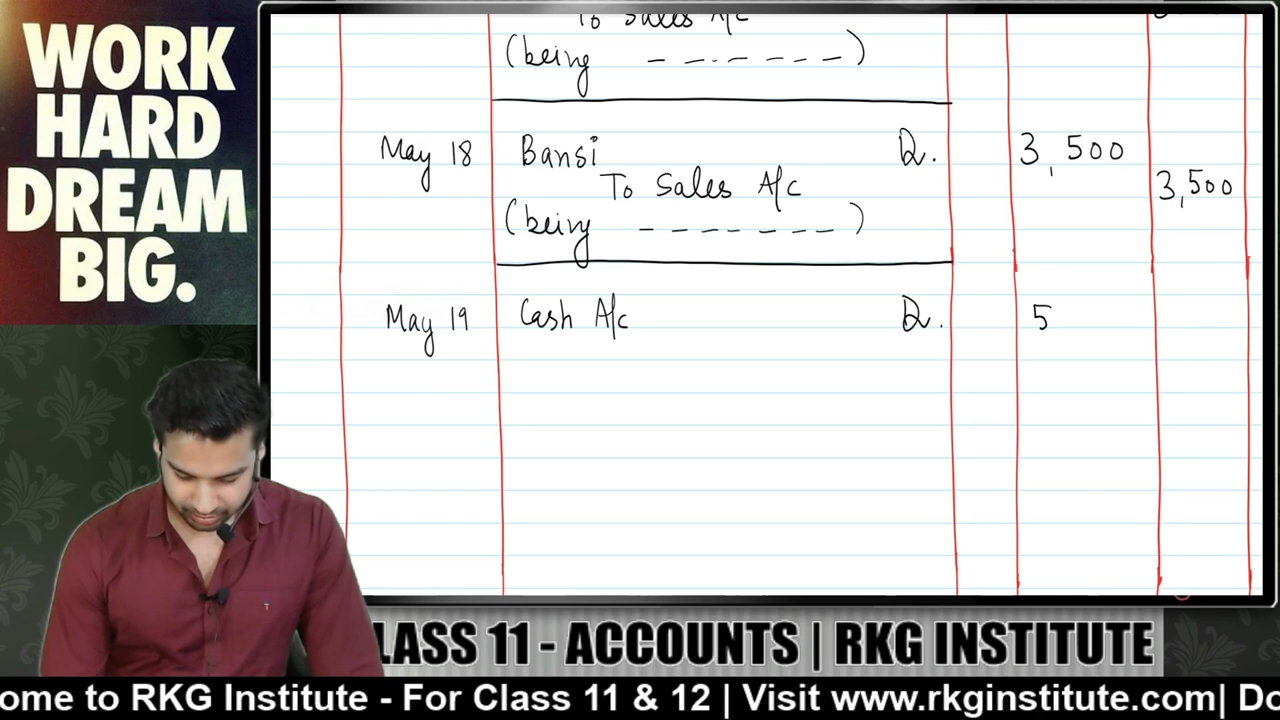 WORK
HARD
DREAM
BIG.
To Sales A/c
(being - - - - - - -)
May 18 Bansi Dr. 3,500
To Sales A/c 3,500
(being - - - - - - -)
May 19 Cash A/c Dr. 5
LASS 11 - ACCOUNTS | RKG INSTITUTE
ome to RKG Institute - For Class 11 & 12 | Visit www.rkginstitute.com| Do